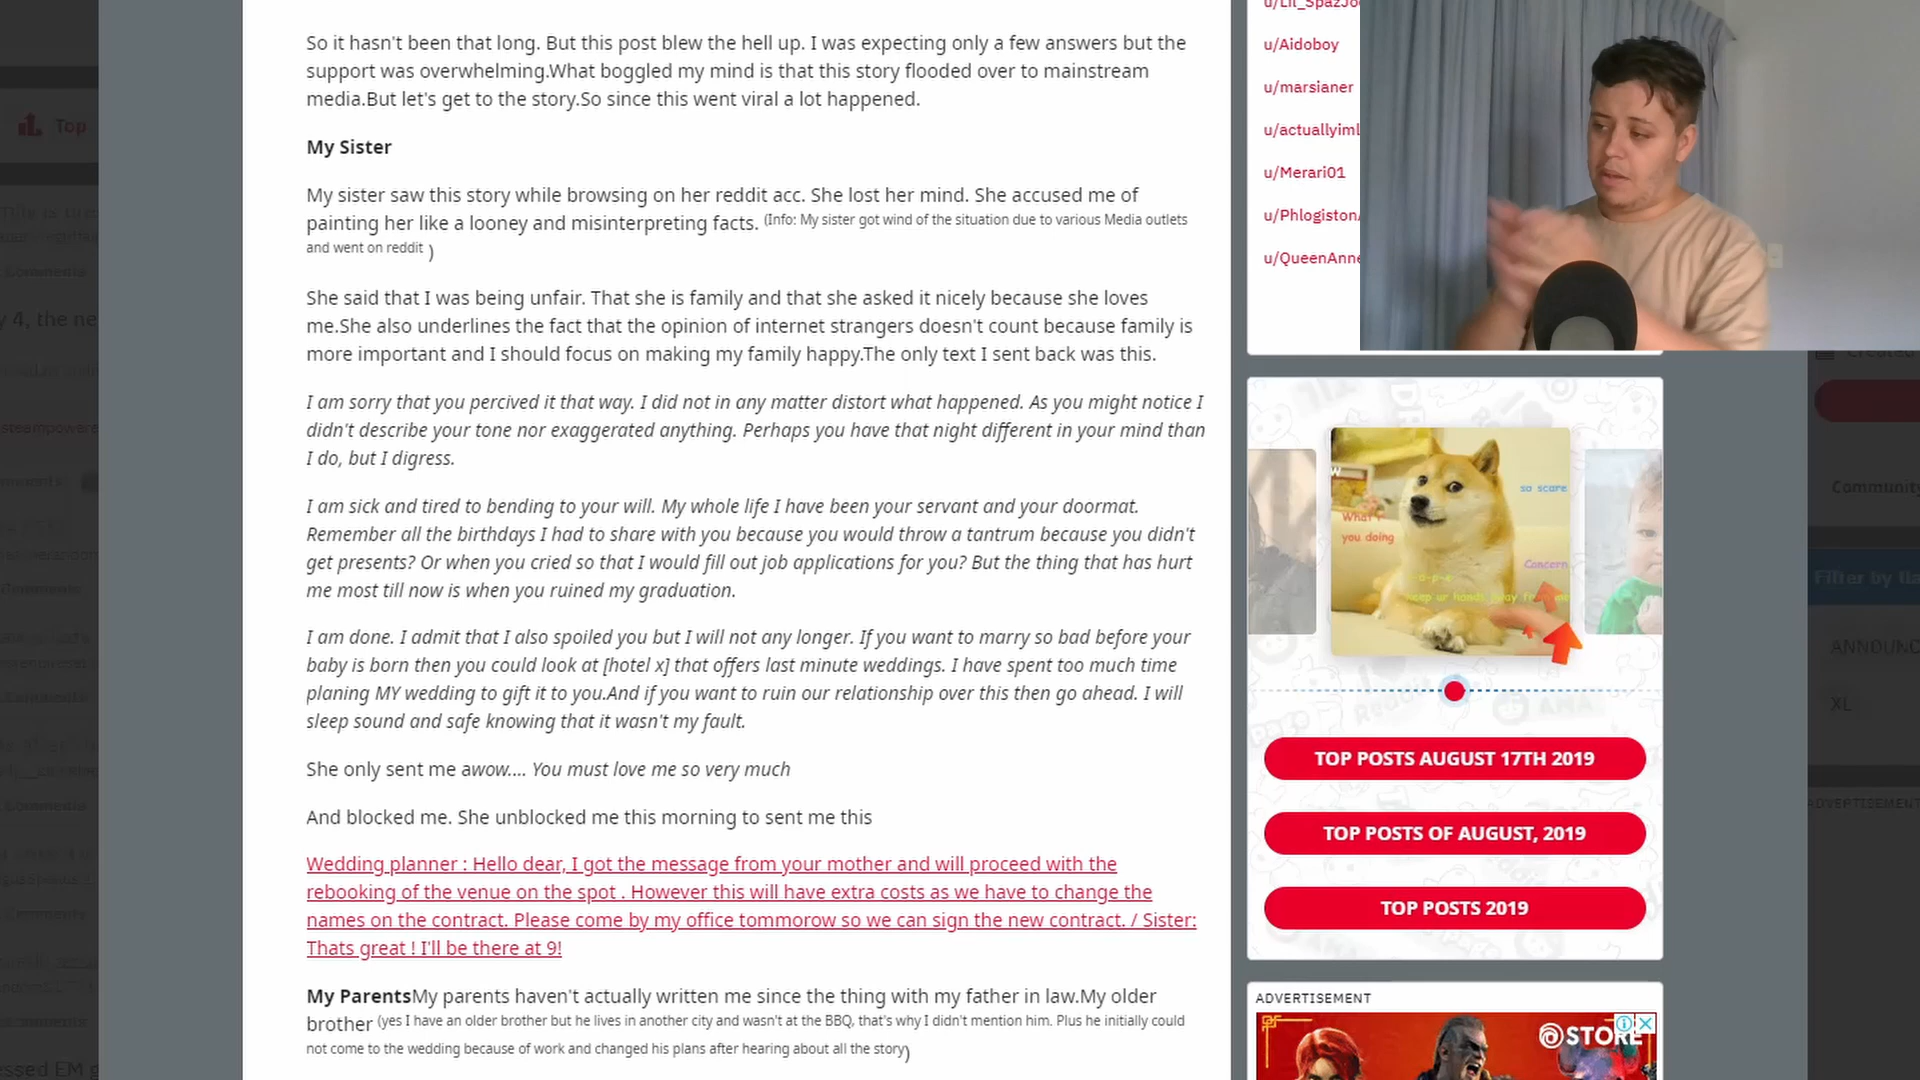 So it hasn't been that long. But this post blew the hell up. I was expecting only a few answers but the
support was overwhelming.What boggled my mind is that this story flooded over to mainstream
media.But let's get to the story.So since this went viral a lot happened.
My Sister
My sister saw this story while browsing on her reddit acc. She lost her mind. She accused me of
painting her like a looney and misinterpreting facts. (Info: My sister got wind of the situation due to various Media outlets
and went on reddit )
She said that I was being unfair. That she is family and that she asked it nicely because she loves
me.She also underlines the fact that the opinion of internet strangers doesn't count because family is
more important and I should focus on making my family happy.The only text I sent back was this.
I am sorry that you percived it that way. I did not in any matter distort what happened. As you might notice I
didn't describe your tone nor exaggerated anything. Perhaps you have that night different in your mind than
I do, but I digress.
I am sick and tired to bending to your will. My whole life I have been your servant and your doormat.
Remember all the birthdays I had to share with you because you would throw a tantrum because you didn't
get presents? Or when you cried so that I would fill out job applications for you? But the thing that has hurt
me most till now is when you ruined my graduation.
I am done. I admit that I also spoiled you but I will not any longer. If you want to marry so bad before your
baby is born then you could look at [hotel x] that offers last minute weddings. I have spent too much time
planing MY wedding to gift it to you.And if you want to ruin our relationship over this then go ahead. I will
sleep sound and safe knowing that it wasn't my fault.
She only sent me awow.... You must love me so very much
And blocked me. She unblocked me this morning to sent me this
Wedding planner : Hello dear, I got the message from your mother and will proceed with the
rebooking of the venue on the spot . However this will have extra costs as we have to change the
names on the contract. Please come by my office tommorow so we can sign the new contract. / Sister:
Thats great ! I'll be there at 9!
My ParentsMy parents haven't actually written me since the thing with my father in law.My older
brother (yes I have an older brother but he lives in another city and wasn't at the BBQ, that's why I didn't mention him. Plus he initially could
not come to the wedding because of work and changed his plans after hearing about all the story)
u/Aidoboy
u/marsianer
u/Merari01
so scare
you doing
Concern
TOP POSTS AUGUST 17TH 2019
TOP POSTS OF AUGUST, 2019
TOP POSTS 2019
ADVERTISEMENT
STORE
Top
Created
Community
Filter by
XL
ADVERTISEMENT